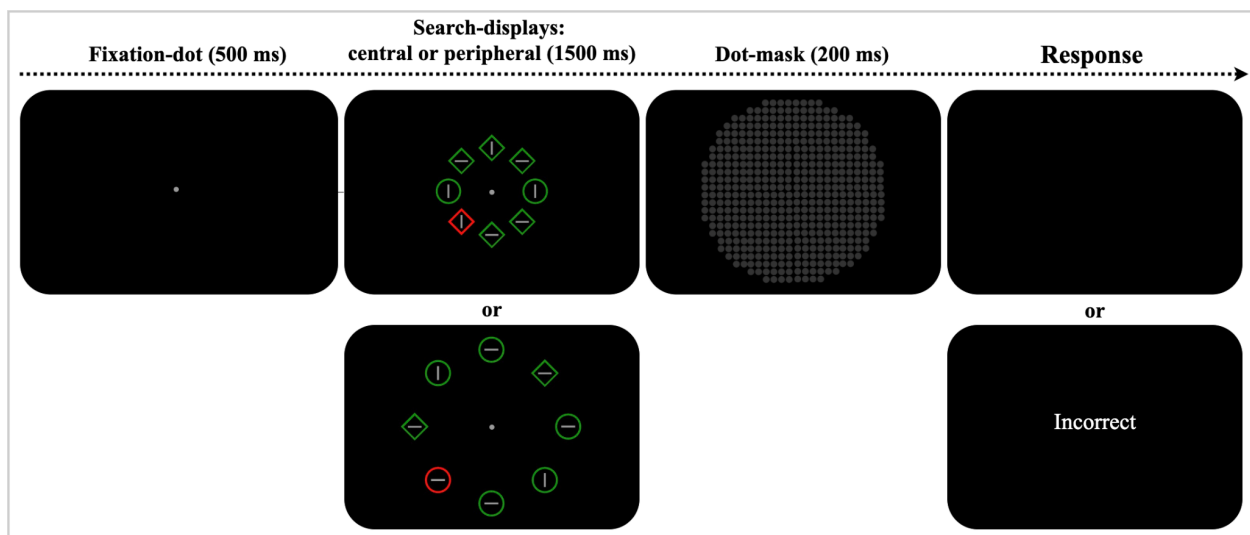 Search-displays:
Fixation-dot (500 ms) central or peripheral (1500 ms) Dot-mask (200 ms) Response
or or
Incorrect